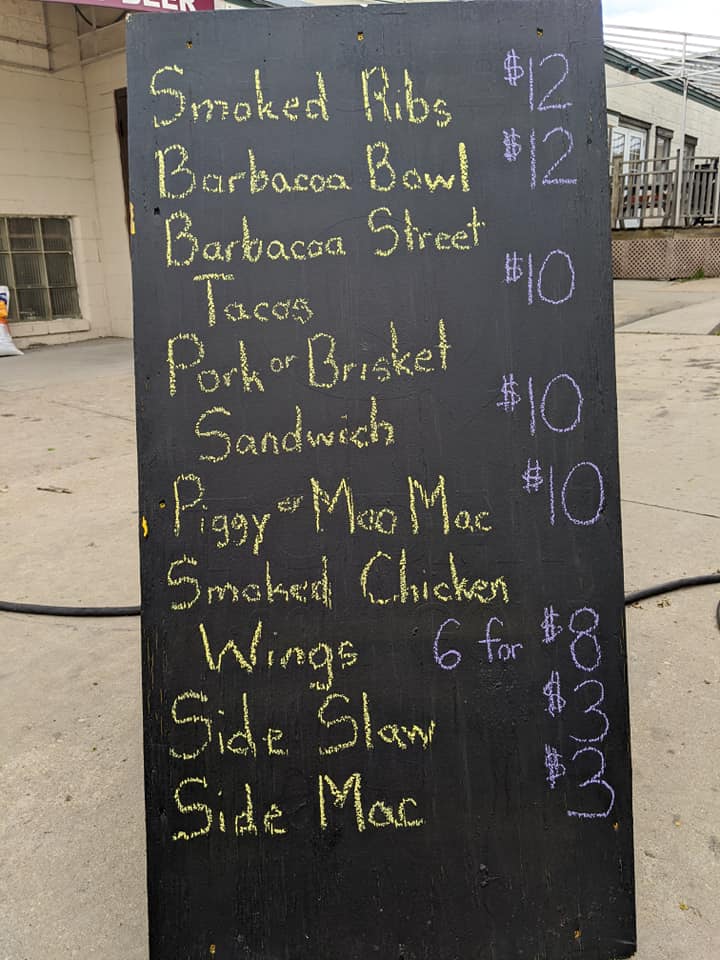 BEER
Smoked Ribs $12
Barbacoa Bowl $12
Barbacoa Street
Tacos $10
Pork or Brisket
Sandwich $10
Piggy or Moo Mac $10
Smoked Chicken
Wings 6 for $8
Side Slaw $3
Side Mac $3